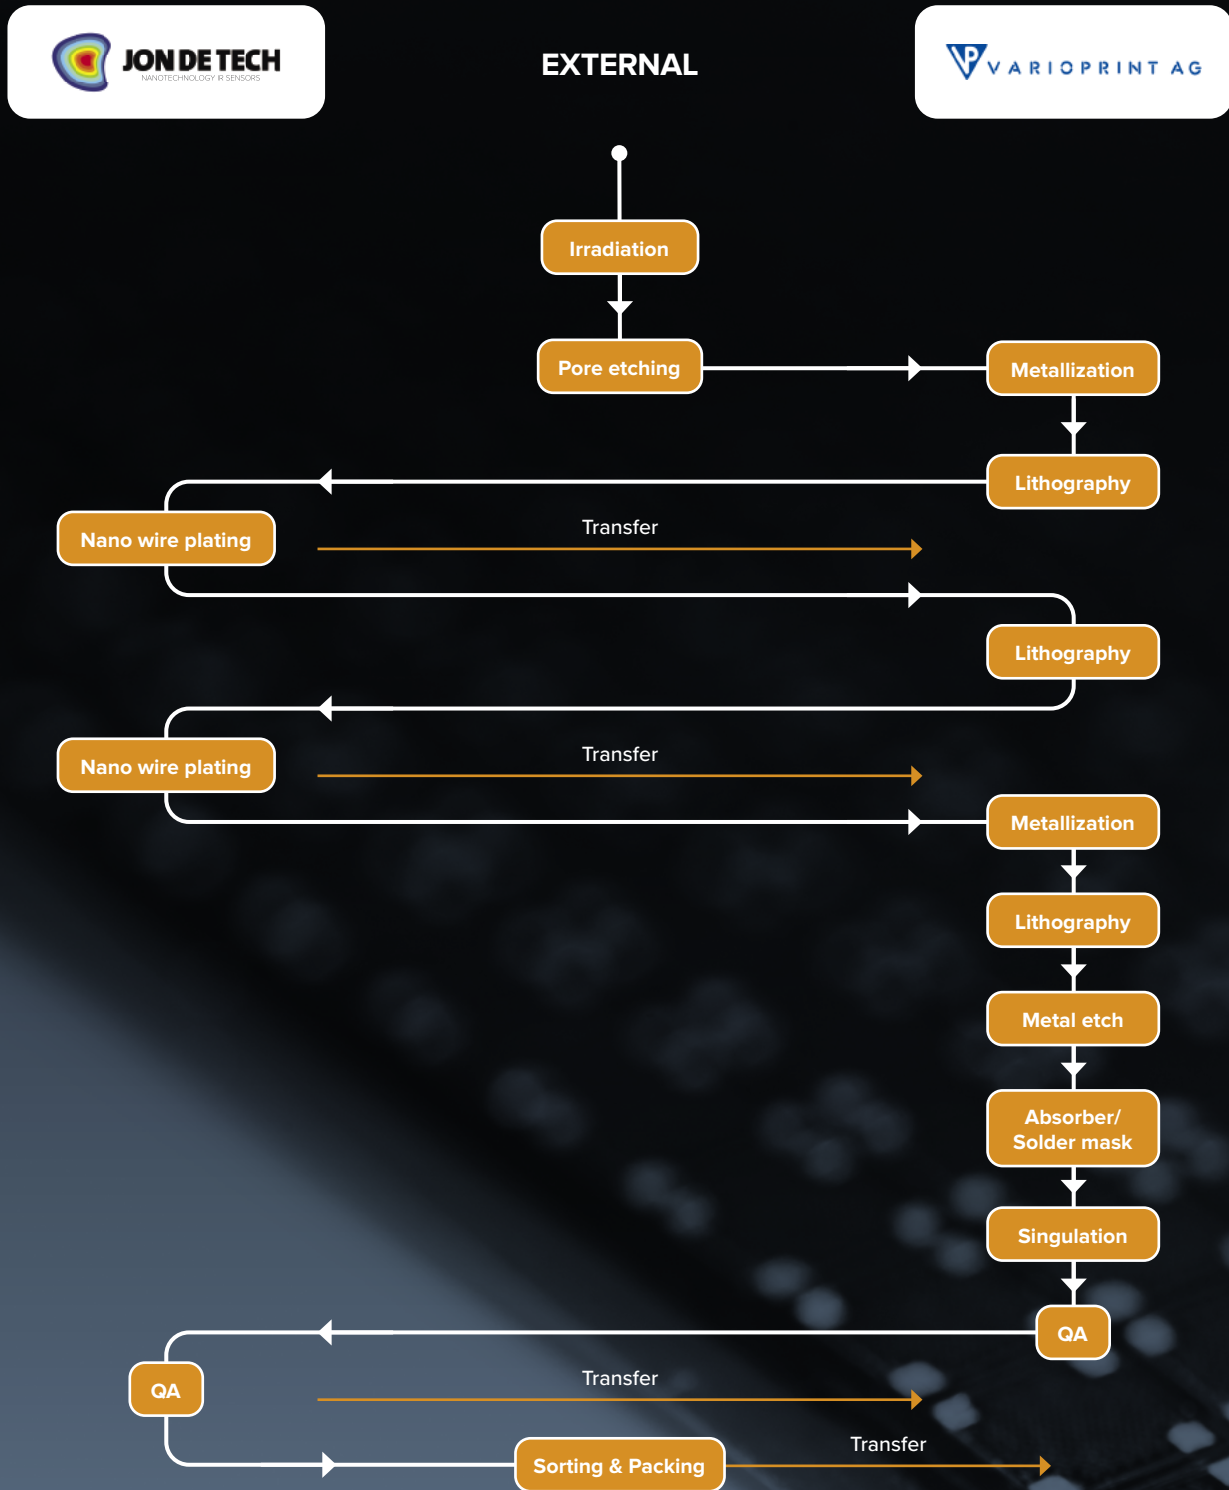 JONDETECH
NANOTECHNOLOGY IR SENSORS
EXTERNAL
VP VARIOPRINT AG
Irradiation
Pore etching
Metallization
Lithography
Nano wire plating
Transfer
Lithography
Nano wire plating
Transfer
Metallization
Lithography
Metal etch
Absorber/
Solder mask
Singulation
QA
QA
Transfer
Sorting & Packing
Transfer